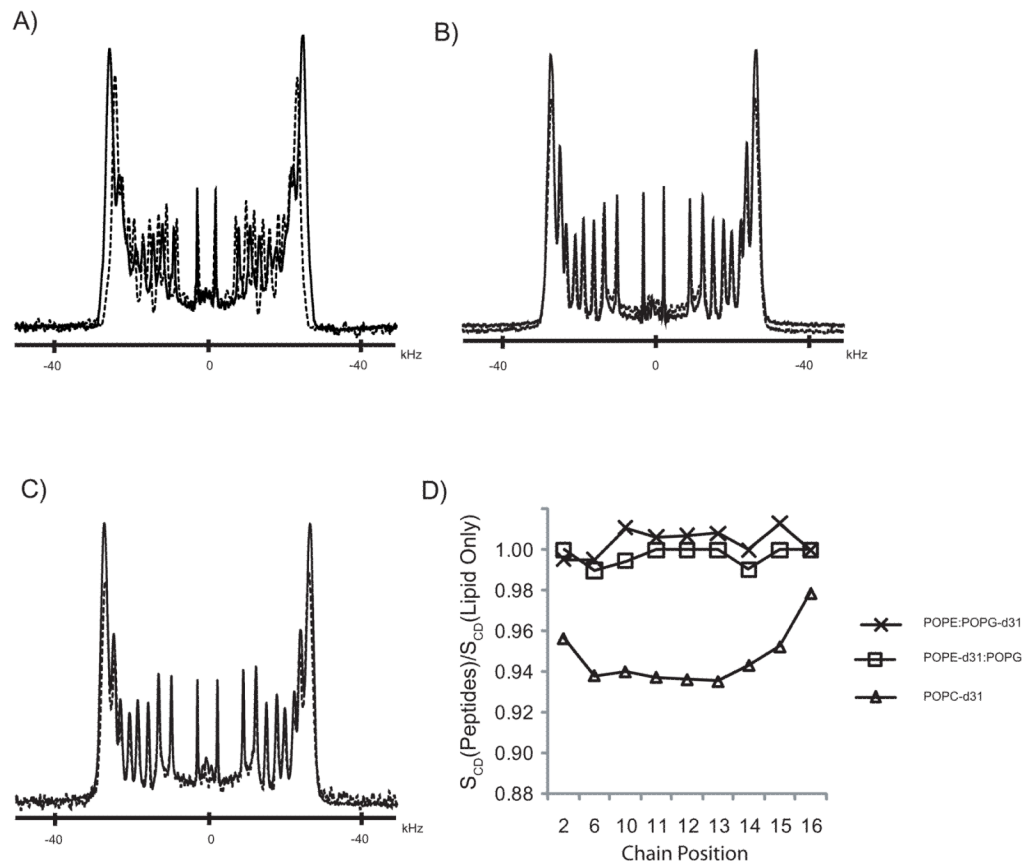 A)
B)
kHz
-40
0
-40
kHz
-40
0
-40
C)
D)
kHz
-40
0
-40
S_CD(Peptides)/S_CD(Lipid Only)
1.00
0.98
0.96
0.94
0.92
0.90
0.88
2 6 10 11 12 13 14 15 16
Chain Position
POPE:POPG-d31
POPE-d31:POPG
POPC-d31